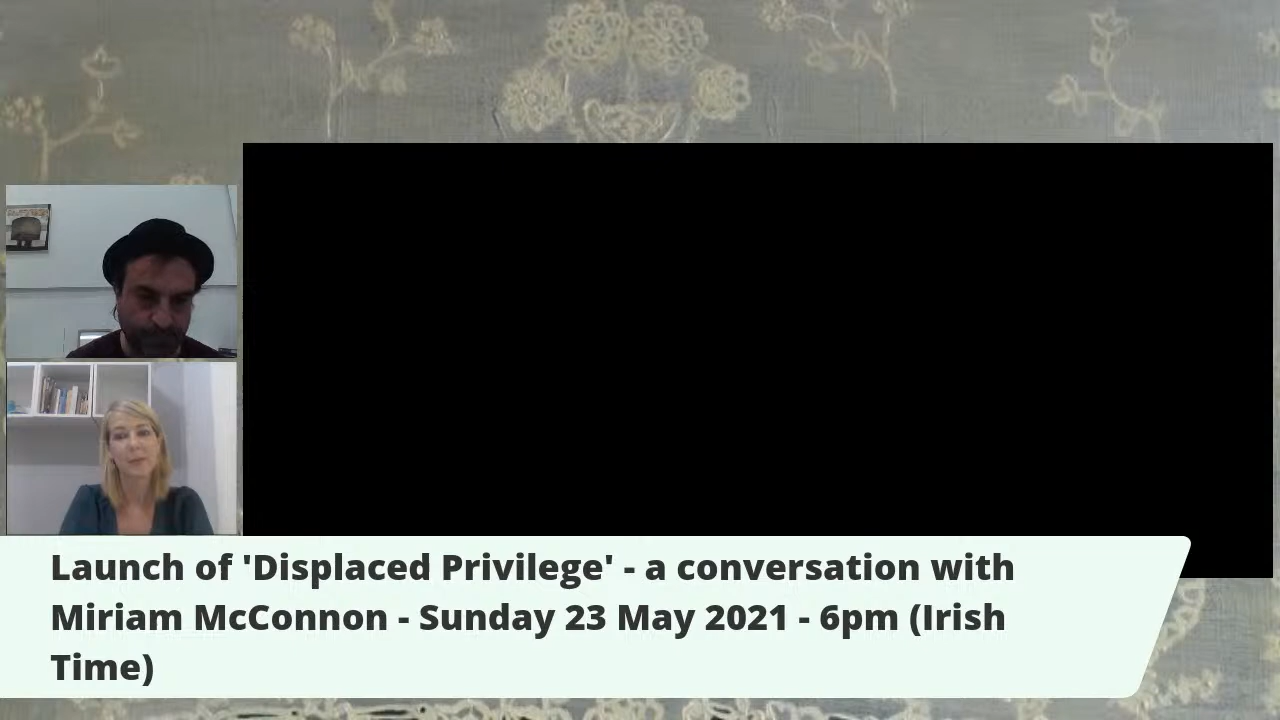 Launch of 'Displaced Privilege' - a conversation with
Miriam McConnon - Sunday 23 May 2021 - 6pm (Irish
Time)